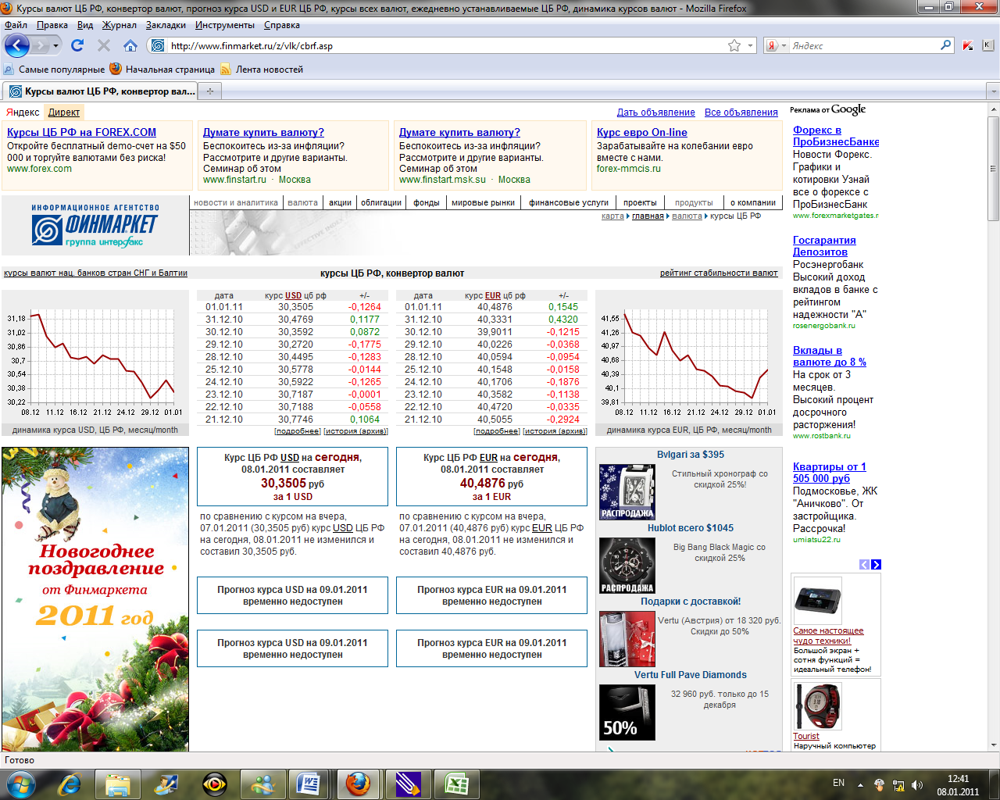 Курсы валют ЦБ РФ, конвертор валют, прогноз курса USD и EUR ЦБ РФ, курсы всех валют, ежедневно устанавливаемые ЦБ РФ, динамика курсов валют - Mozilla Firefox
Файл Правка Вид Журнал Закладки Инструменты Справка
http://www.finmarket.ru/z/vlk/cbrf.asp
Яндекс
Самые популярные Начальная страница Лента новостей
Курсы валют ЦБ РФ, конвертор вал...
Яндекс Директ
Дать объявление Все объявления
Курсы ЦБ РФ на FOREX.COM
Откройте бесплатный demo-счет на $50
000 и торгуйте валютами без риска!
www.forex.com
Думате купить валюту?
Беспокоитесь из-за инфляции?
Рассмотрите и другие варианты.
Семинар об этом
www.finstart.ru · Москва
Думате купить валюту?
Беспокоитесь из-за инфляции?
Рассмотрите и другие варианты.
Семинар об этом
www.finstart.msk.su · Москва
Курс евро On-line
Зарабатывайте на колебании евро
вместе с нами.
forex-mmcis.ru
ИНФОРМАЦИОННОЕ АГЕНТСТВО
ФИНМАРКЕТ
группа интерфакс
новости и аналитика валюта акции облигации фонды мировые рынки финансовые услуги проекты продукты о компании
карта главная валюта курсы ЦБ РФ
курсы валют нац. банков стран СНГ и Балтии
курсы ЦБ РФ, конвертор валют
рейтинг стабильности валют
31,18
31,02
30,86
30,7
30,54
30,38
30,22
08.12 11.12 16.12 21.12 24.12 29.12 01.01
динамика курса USD, ЦБ РФ, месяц/month
дата курс USD цб рф +/-
01.01.11 30,3505 -0,1264
31.12.10 30,4769 0,1177
30.12.10 30,3592 0,0872
29.12.10 30,2720 -0,1775
28.12.10 30,4495 -0,1283
25.12.10 30,5778 -0,0144
24.12.10 30,5922 -0,1265
23.12.10 30,7187 -0,0001
22.12.10 30,7188 -0,0558
21.12.10 30,7746 0,1064
[подробнее] [история (архив)]
дата курс EUR цб рф +/-
01.01.11 40,4876 0,1545
31.12.10 40,3331 0,4320
30.12.10 39,9011 -0,1215
29.12.10 40,0226 -0,0368
28.12.10 40,0594 -0,0954
25.12.10 40,1548 -0,0158
24.12.10 40,1706 -0,1876
23.12.10 40,3582 -0,1138
22.12.10 40,4720 -0,0335
21.12.10 40,5055 -0,2924
[подробнее] [история (архив)]
41,55
41,26
40,97
40,68
40,39
40,1
39,81
08.12 11.12 16.12 21.12 24.12 29.12 01.01
динамика курса EUR, ЦБ РФ, месяц/month
Новогоднее
поздравление
от Финмаркета
2011 год
Курс ЦБ РФ USD на сегодня,
08.01.2011 составляет
30,3505 руб
за 1 USD
по сравнению с курсом на вчера,
07.01.2011 (30,3505 руб) курс USD ЦБ РФ
на сегодня, 08.01.2011 не изменился и
составил 30,3505 руб.
Прогноз курса USD на 09.01.2011
временно недоступен
Прогноз курса USD на 09.01.2011
временно недоступен
Курс ЦБ РФ EUR на сегодня,
08.01.2011 составляет
40,4876 руб
за 1 EUR
по сравнению с курсом на вчера,
07.01.2011 (40,4876 руб) курс EUR ЦБ РФ
на сегодня, 08.01.2011 не изменился и
составил 40,4876 руб.
Прогноз курса EUR на 09.01.2011
временно недоступен
Прогноз курса EUR на 09.01.2011
временно недоступен
Bvlgari за $395
РАСПРОДАЖА
Стильный хронограф со
скидкой 25%!
Hublot всего $1045
РАСПРОДАЖА
Big Bang Black Magic со
скидкой 25%
Подарки с доставкой!
Vertu (Австрия) от 18 320 руб.
Скидки до 50%
Vertu Full Pave Diamonds
50%
32 960 руб. только до 15
декабря
Реклама от Google
Форекс в
ПроБизнесБанке
Новости Форекс.
Графики и
котировки Узнай
все о форексе с
ПроБизнесБанк
www.forexmarketgates.r
Госгарантия
Депозитов
Росэнергобанк
Высокий доход
вкладов в банке с
рейтингом
надежности "А"
rosenergobank.ru
Вклады в
валюте до 8 %
На срок от 3
месяцев.
Высокий процент
досрочного
расторжения!
www.rostbank.ru
Квартиры от 1
505 000 руб
Подмосковье, ЖК
"Аничково". От
застройщика.
Рассрочка!
umiatsu22.ru
Самое настоящее
чудо техники!
Большой экран +
сотня функций =
идеальный телефон!
Tourist
Наручный компьютер
Готово
EN
12:41
08.01.2011